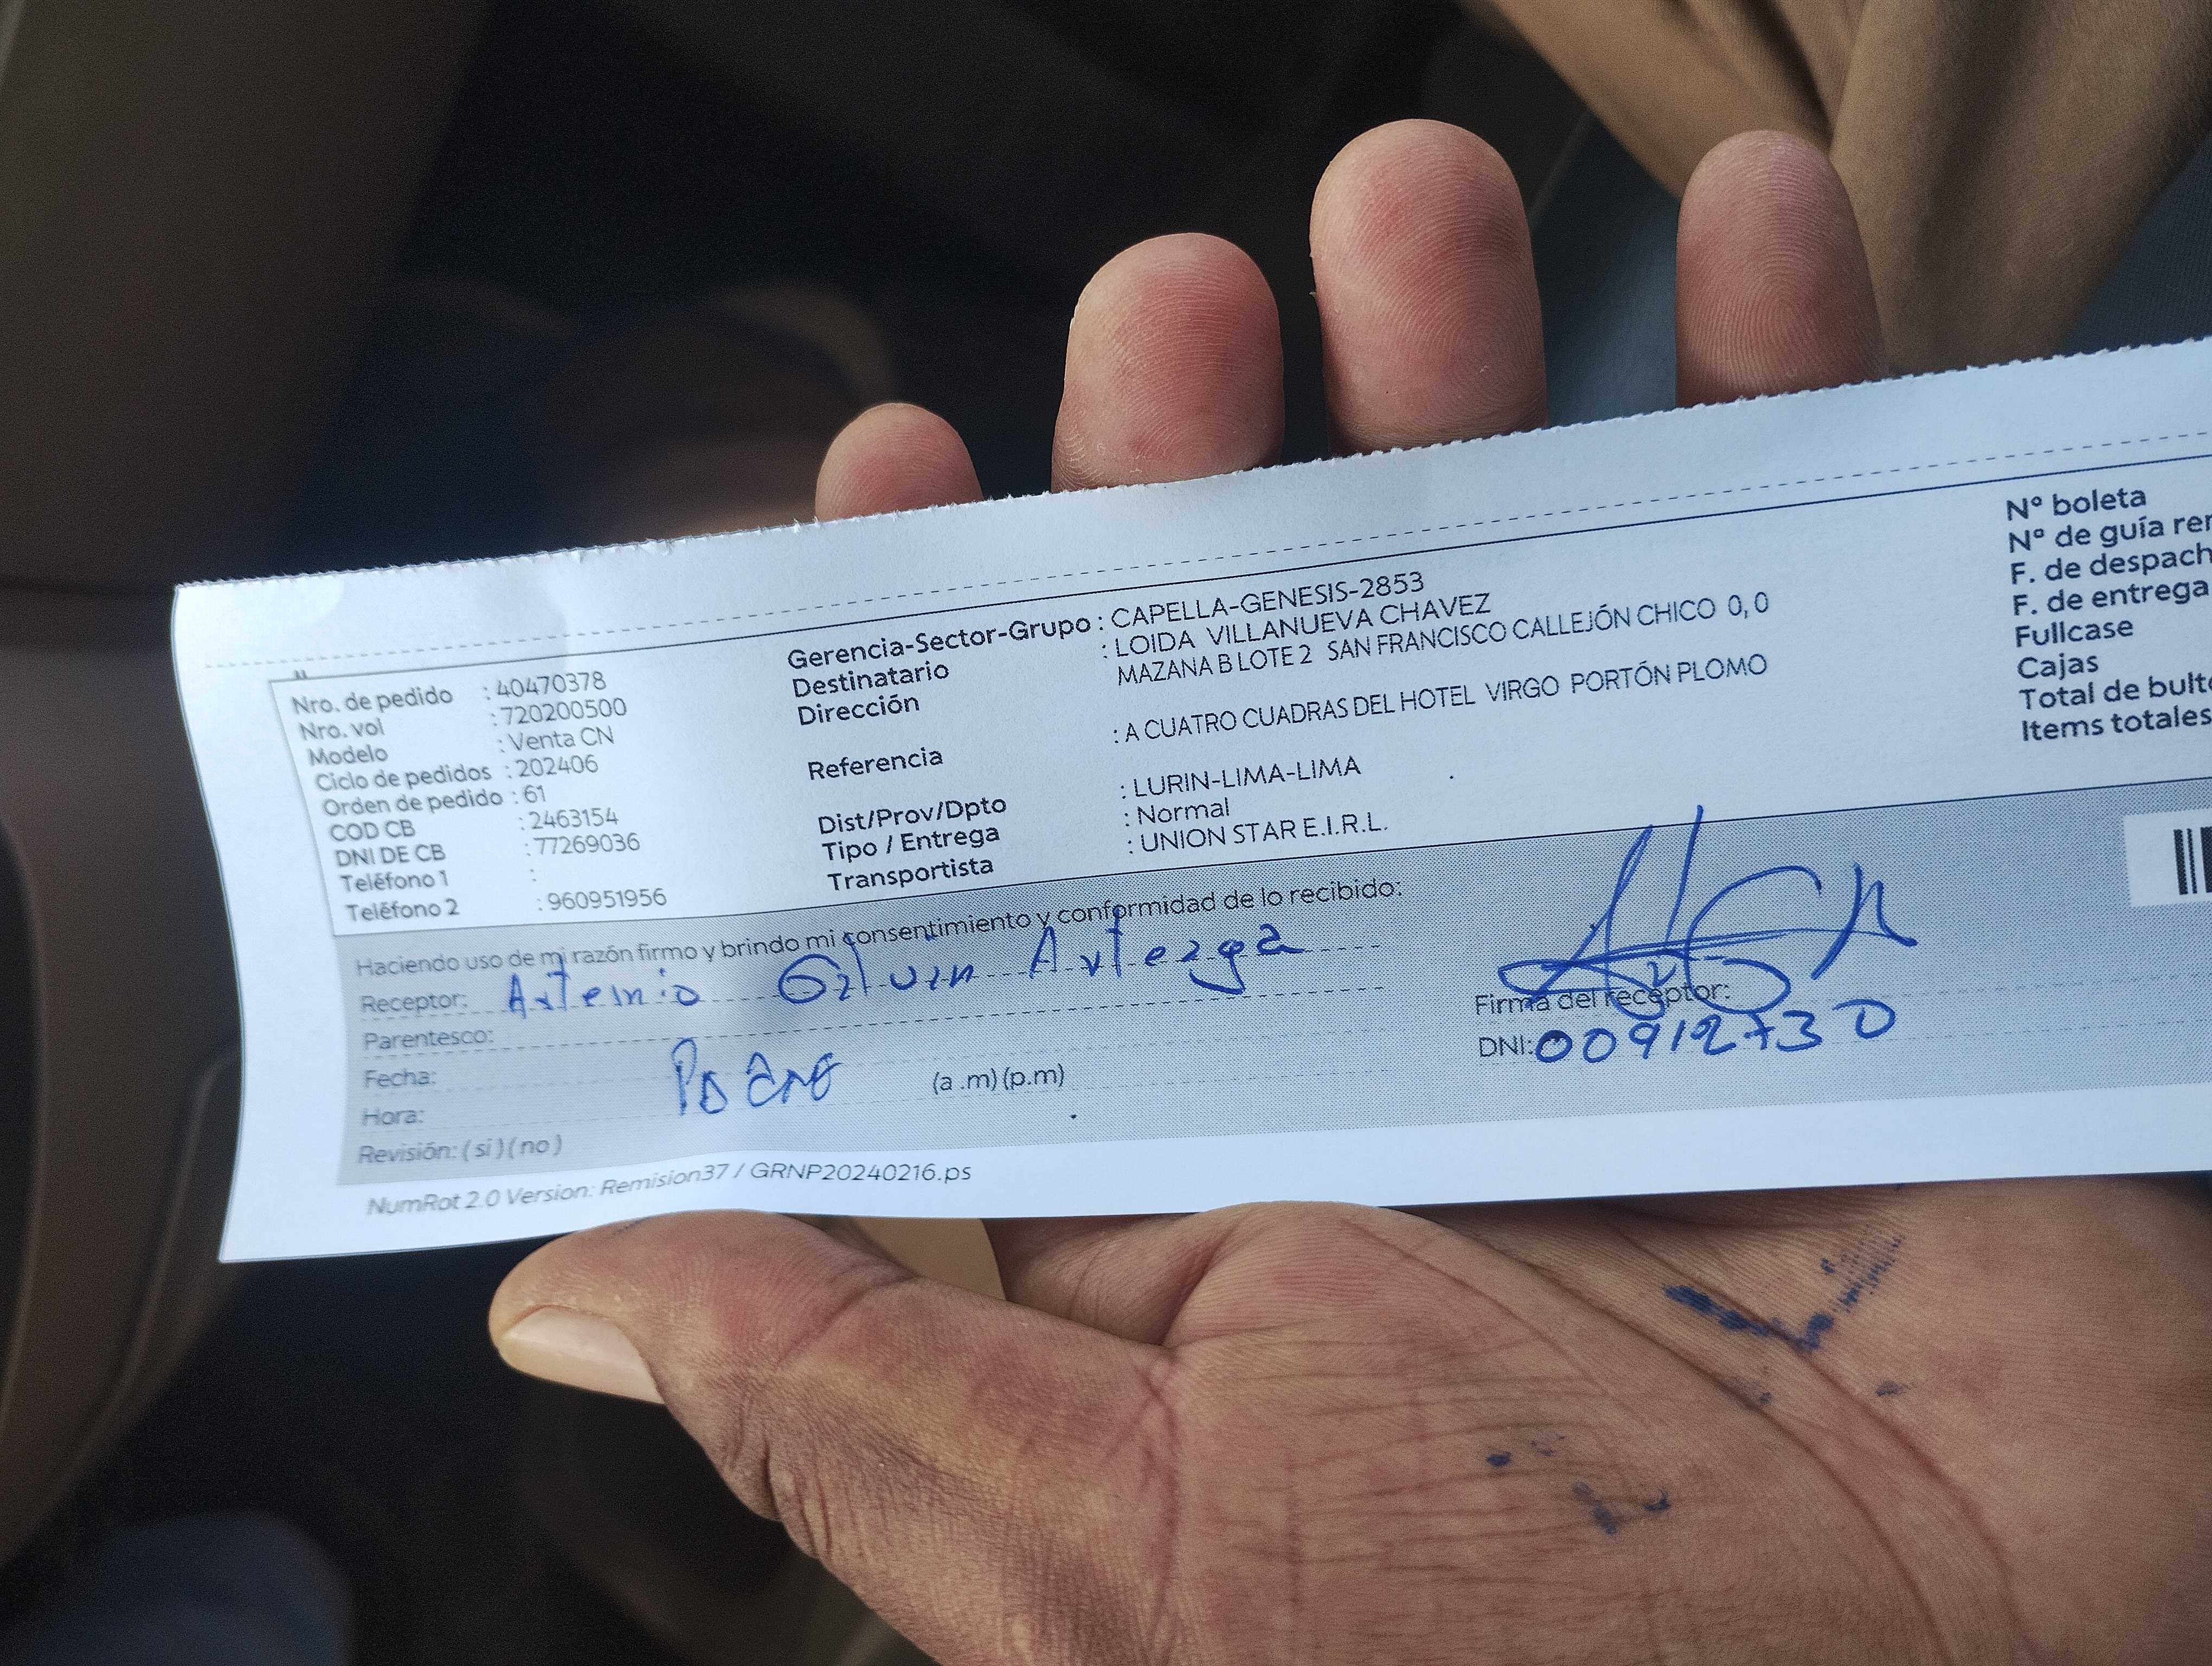 Nro. de pedido : 40470378
Nro. vol : 720200500
Modelo : Venta CN
Ciclo de pedidos : 202406
Orden de pedido : 61
COD CB : 2463154
DNI DE CB : 77269036
Teléfono 1 :
Teléfono 2 : 960951956
Gerencia-Sector-Grupo : CAPELLA-GENESIS-2853
Destinatario : LOIDA VILLANUEVA CHAVEZ
Dirección MAZANA B LOTE 2 SAN FRANCISCO CALLEJÓN CHICO 0, 0
Referencia : A CUATRO CUADRAS DEL HOTEL VIRGO PORTÓN PLOMO
Dist/Prov/Dpto : LURIN-LIMA-LIMA
Tipo / Entrega : Normal
Transportista : UNION STAR E.I.R.L.
Nº boleta
Nº de guía rem
F. de despach
F. de entrega
Fullcase
Cajas
Total de bulto
Items totales
Haciendo uso de mi razón firmo y brindo mi consentimiento y conformidad de lo recibido:
Receptor: Artemio
Parentesco:
Fecha:
Hora: (a .m) (p.m)
Revisión: ( si ) ( no )
Firma del receptor:
DNI: 00912730
NumRot 2.0 Version: Remision37 / GRNP20240216.ps